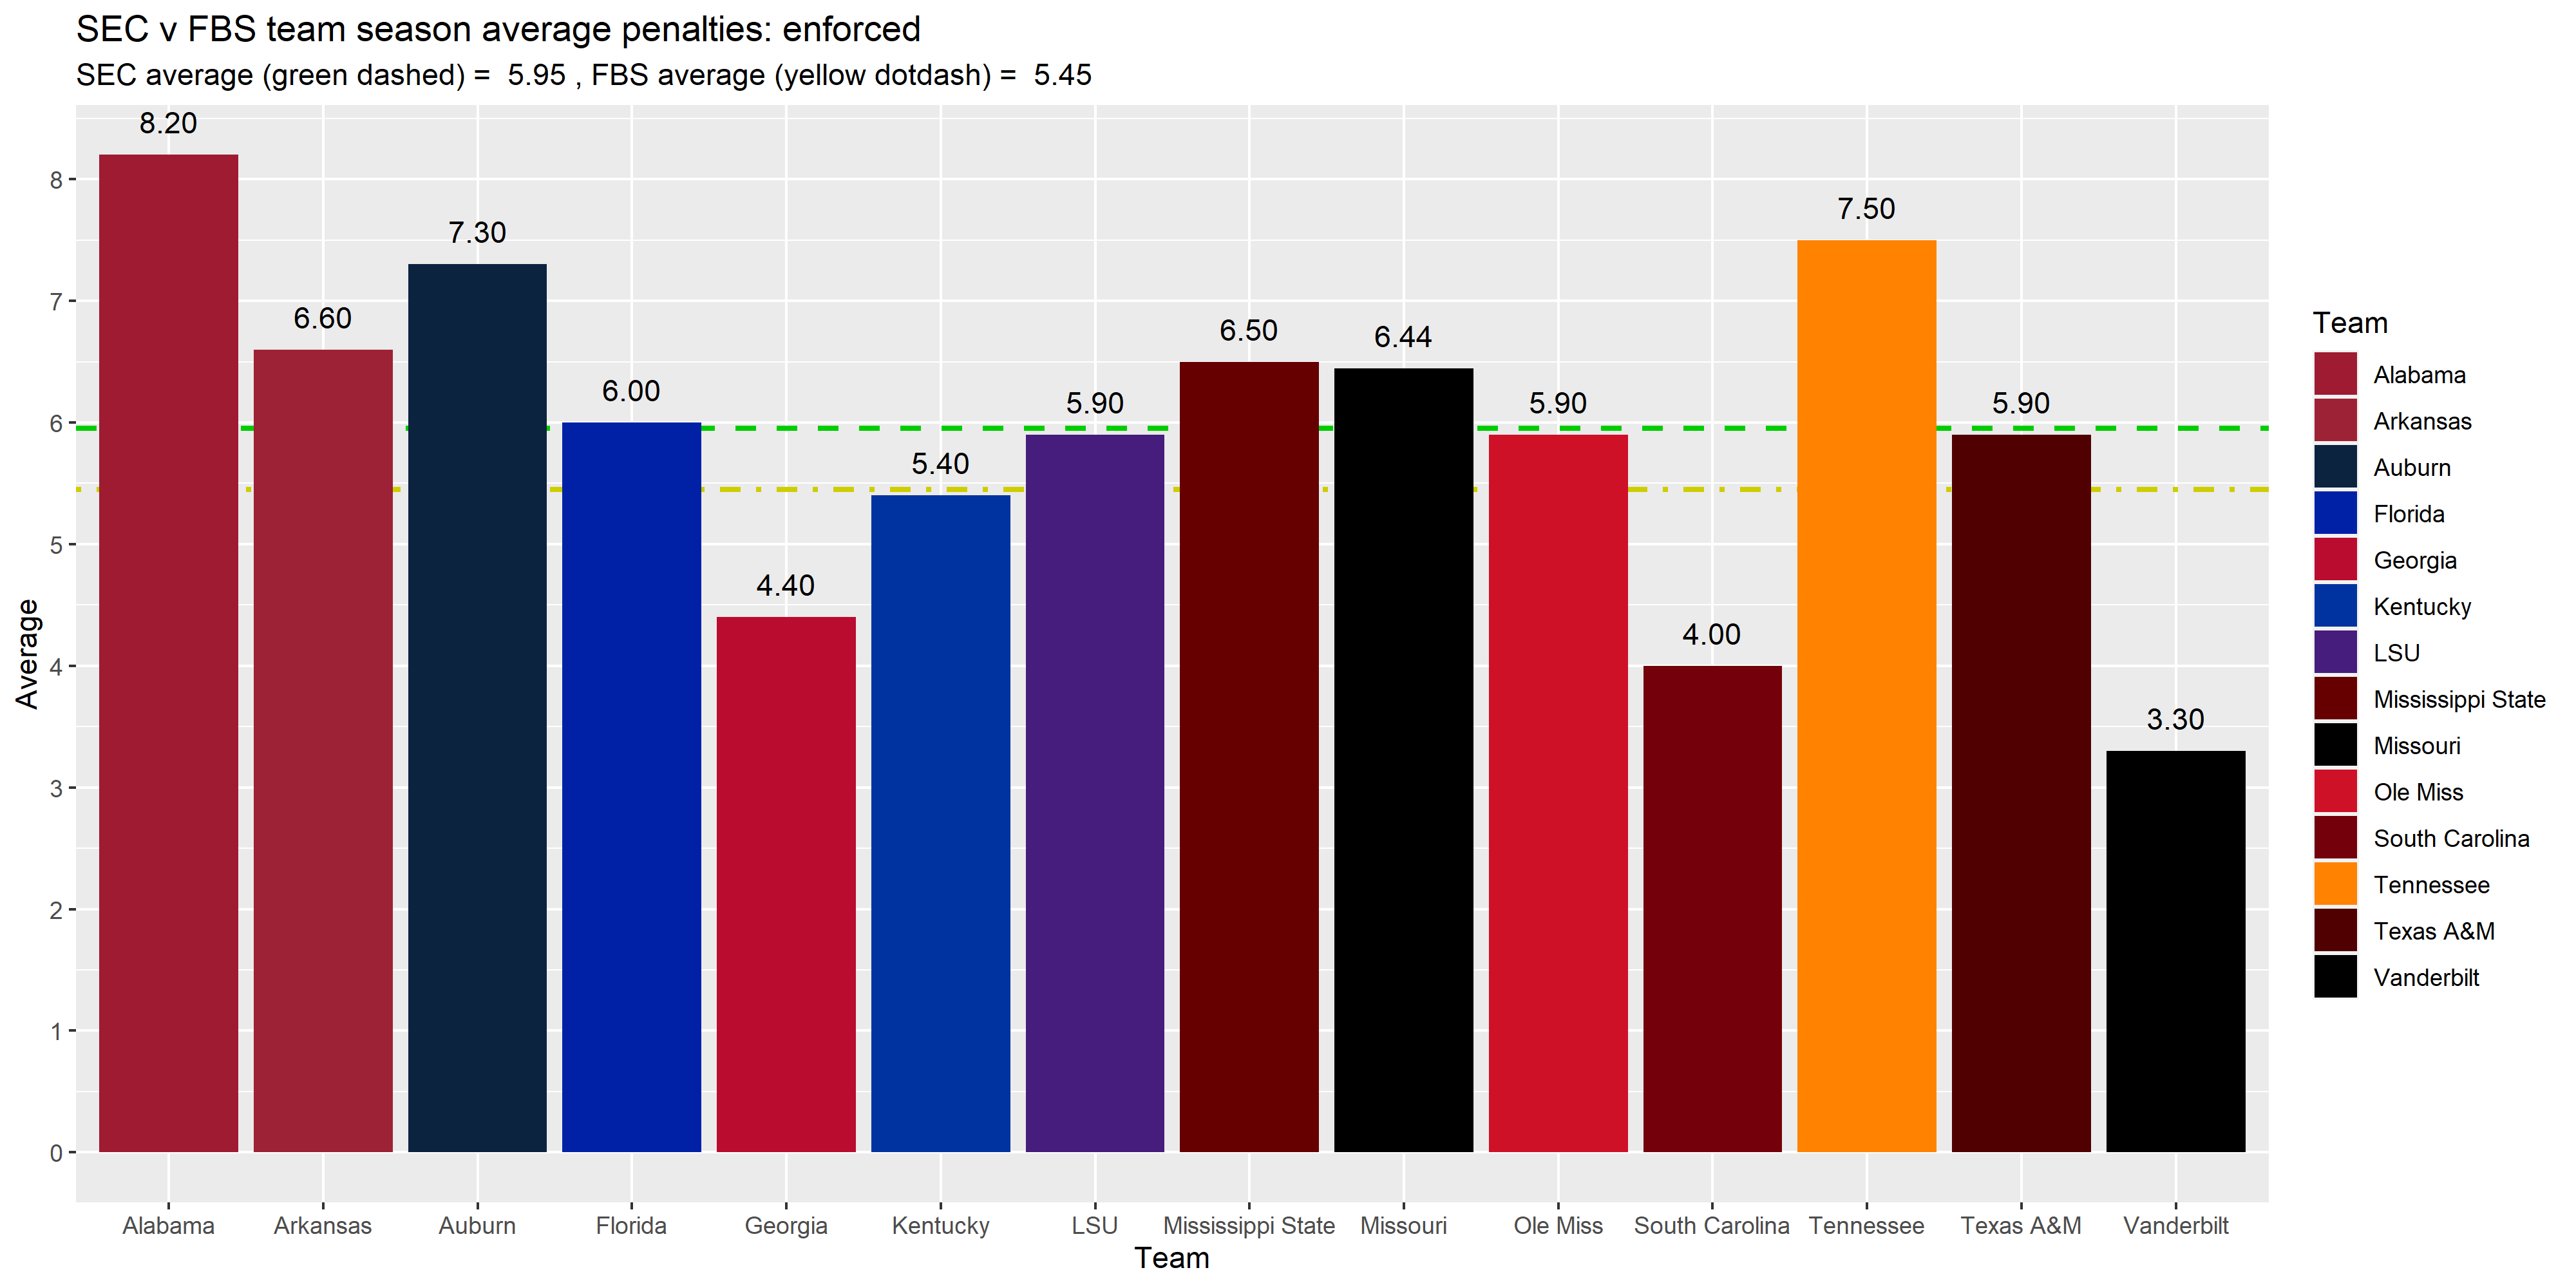 SEC v FBS team season average penalties: enforced
SEC average (green dashed) =  5.95 , FBS average (yellow dotdash) =  5.45
8.20
7.30
6.60
6.00
4.40
5.40
5.90
6.50
6.44
5.90
4.00
7.50
5.90
3.30
8
7
6
5
4
3
2
1
0
Average
Alabama Arkansas Auburn Florida Georgia Kentucky LSU Mississippi State Missouri Ole Miss South Carolina Tennessee Texas A&M Vanderbilt
Team
Team
Alabama
Arkansas
Auburn
Florida
Georgia
Kentucky
LSU
Mississippi State
Missouri
Ole Miss
South Carolina
Tennessee
Texas A&M
Vanderbilt